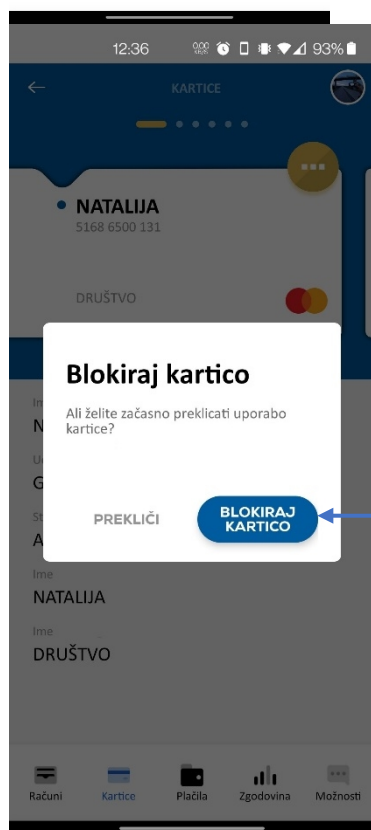 12:36
93%
KARTICE
NATALIJA
5168 6500 131
DRUŠTVO
Blokiraj kartico
Ali želite začasno preklicati uporabo
kartice?
PREKLIČI
BLOKIRAJ
KARTICO
Ime
NATALIJA
Ime
DRUŠTVO
Računi
Kartice
Plačila
Zgodovina
Možnosti